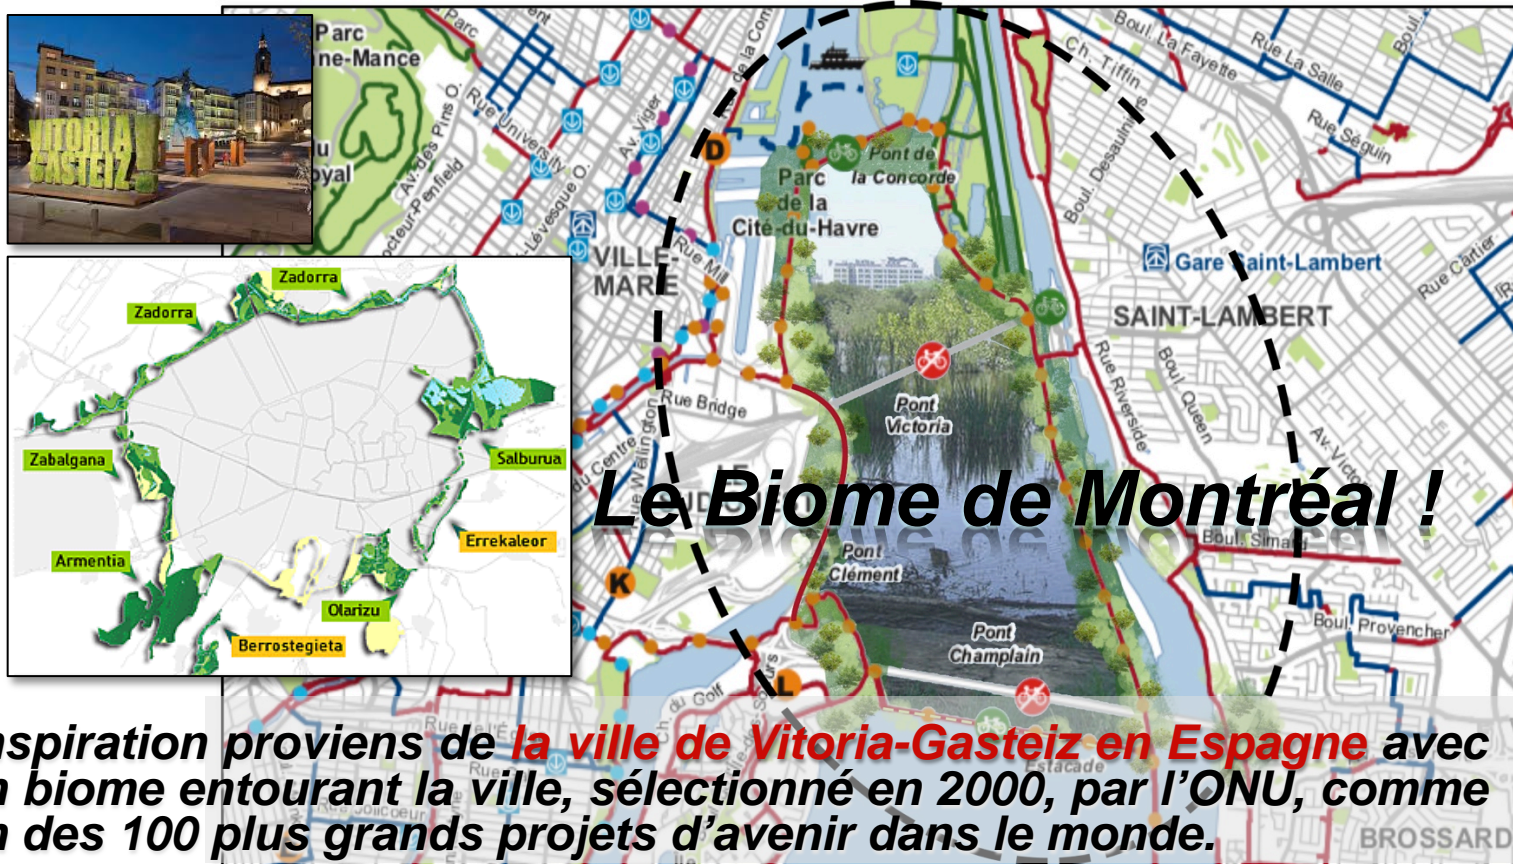 Parc
ne-Mance
VITORIA
GASTEIZ
Parc
Rue University
Av. des Pins O.
Av. Viger
Boul. La Fayette
Ch. Tiffin
Rue La Salle
Rue Séguin
Boul. Desaulniers
D
Pont de
la Concorde
Parc
de la
Cité-du-Havre
VILLE-
MARIE
Rue Mill
Gare Saint-Lambert
Rue Cartier
SAINT-LAMBERT
Zadorra
Zadorra
Zabalgana
Salburua
Errekaleor
Armentia
Olarizu
Berrostegieta
Rue Bridge
Pont
Victoria
Rue Riverside
Boul. Queen
Le Biome de Montréal !
Boul. Simard
Pont
Clément
K
Boul. Provencher
Pont
Champlain
L
Ch. du Golf
nspiration proviens de la ville de Vitoria-Gasteiz en Espagne avec
Estacade
n biome entourant la ville, sélectionné en 2000, par l’ONU, comme
n des 100 plus grands projets d’avenir dans le monde.
BROSSARD